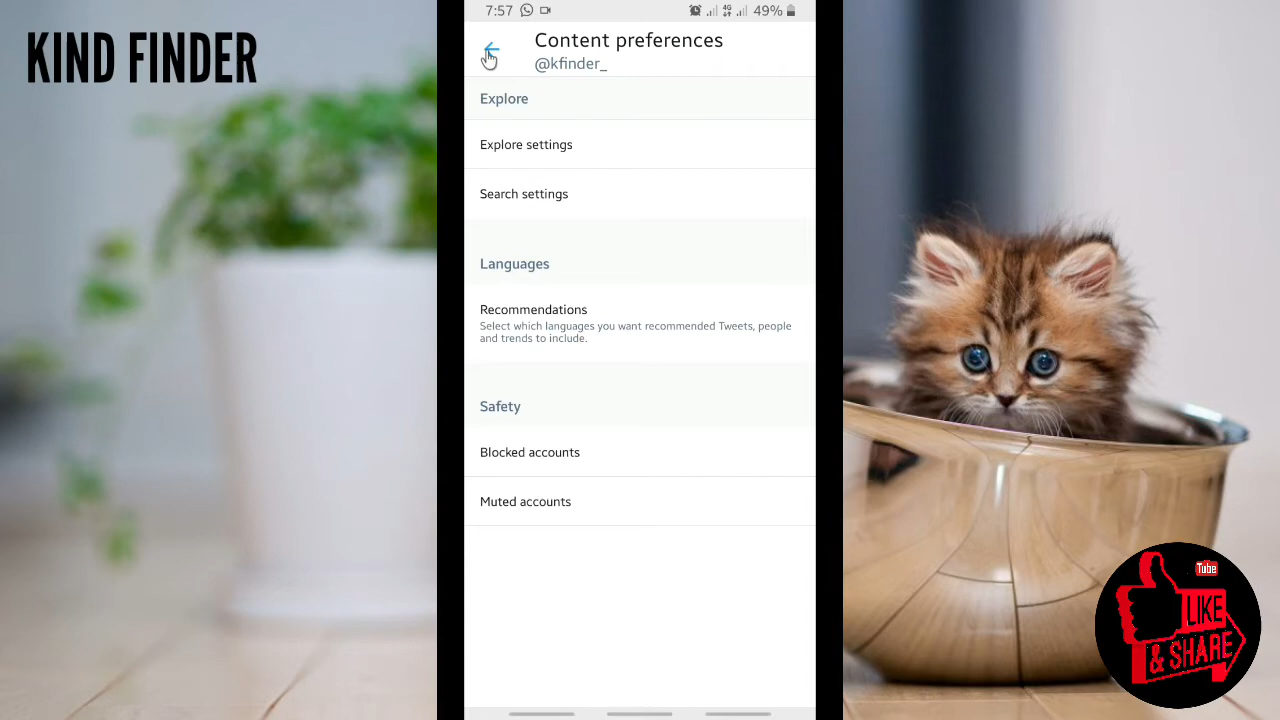 KIND FINDER
7:57
4G
49%
Content preferences
@kfinder_
Explore
Explore settings
Search settings
Languages
Recommendations
Select which languages you want recommended Tweets, people
and trends to include.
Safety
Blocked accounts
Muted accounts
Tube
LIKE
& SHARE